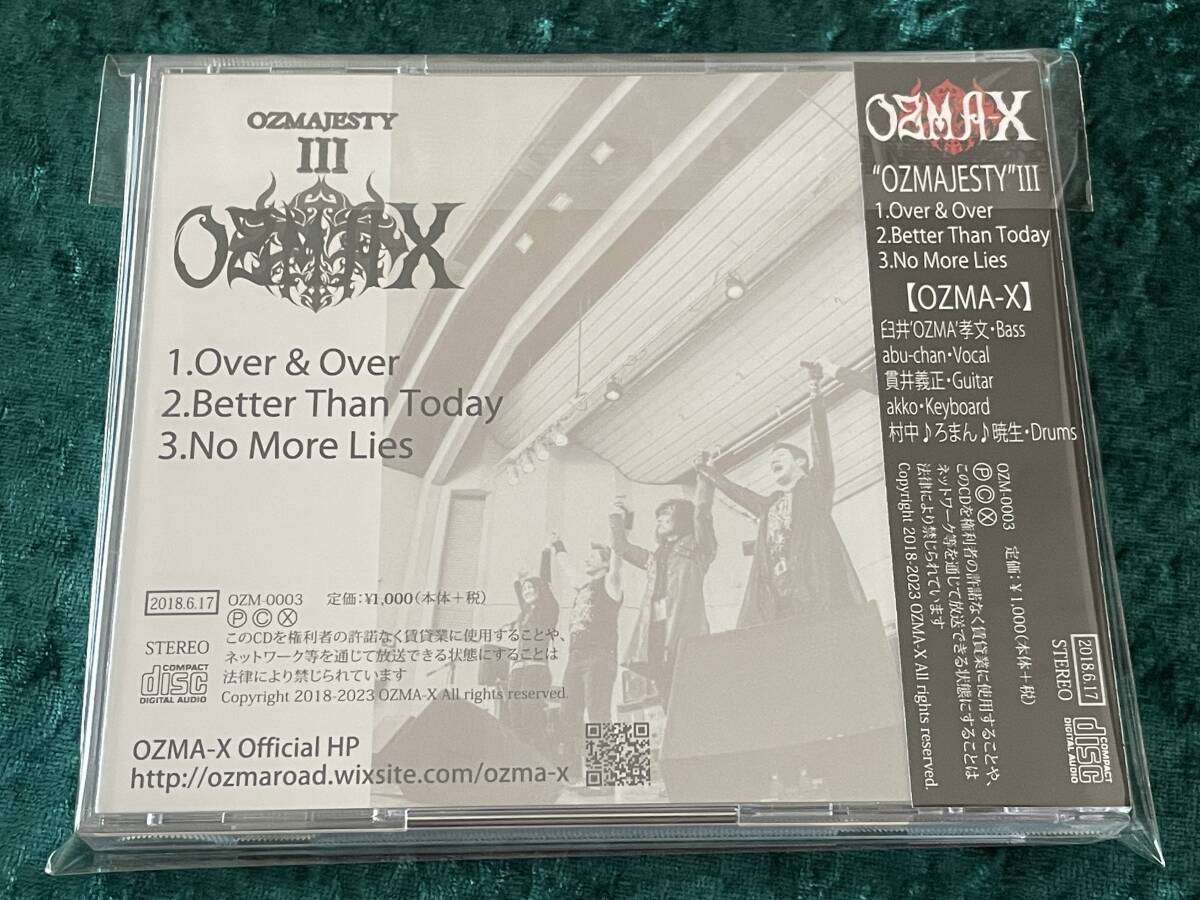 OZMAJESTY
III
OZMA-X
1.Over & Over
2.Better Than Today
3.No More Lies
2018.6.17 OZM-0003 定価:¥1,000(本体+税)
ⓅⒸⓍ
STEREO
このCDを権利者の許諾なく賃貸業に使用することや、
ネットワーク等を通じて放送できる状態にすることは
法律により禁じられています
COMPACT
disc
DIGITAL AUDIO
Copyright 2018-2023 OZMA-X All rights reserved.
OZMA-X Official HP
http://ozmaroad.wixsite.com/ozma-x
OZMA-X
“OZMAJESTY”III
1.Over & Over
2.Better Than Today
3.No More Lies
【OZMA-X】
臼井'OZMA'孝文・Bass
abu-chan・Vocal
貫井義正・Guitar
akko・Keyboard
村中♪ろまん♪暁生・Drums
OZM-0003 定価:¥1,000(本体+税)
2018.6.17
ⓅⒸⓍ
STEREO
このCDを権利者の許諾なく賃貸業に使用することや、
ネットワーク等を通じて放送できる状態にすることは
法律により禁じられています
Copyright 2018-2023 OZMA-X All rights reserved.
COMPACT
disc
DIGITAL AUDIO